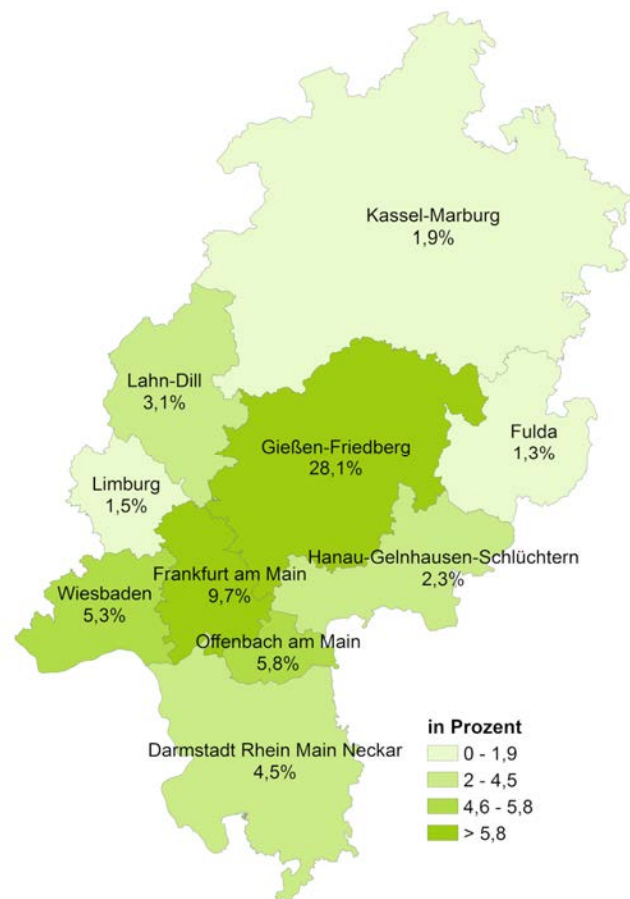 Kassel-Marburg
1,9%
Lahn-Dill
3,1%
Gießen-Friedberg
28,1%
Fulda
1,3%
Limburg
1,5%
Hanau-Gelnhausen-Schlüchtern
2,3%
Frankfurt am Main
9,7%
Wiesbaden
5,3%
Offenbach am Main
5,8%
Darmstadt Rhein Main Neckar
4,5%
in Prozent
0 - 1,9
2 - 4,5
4,6 - 5,8
> 5,8